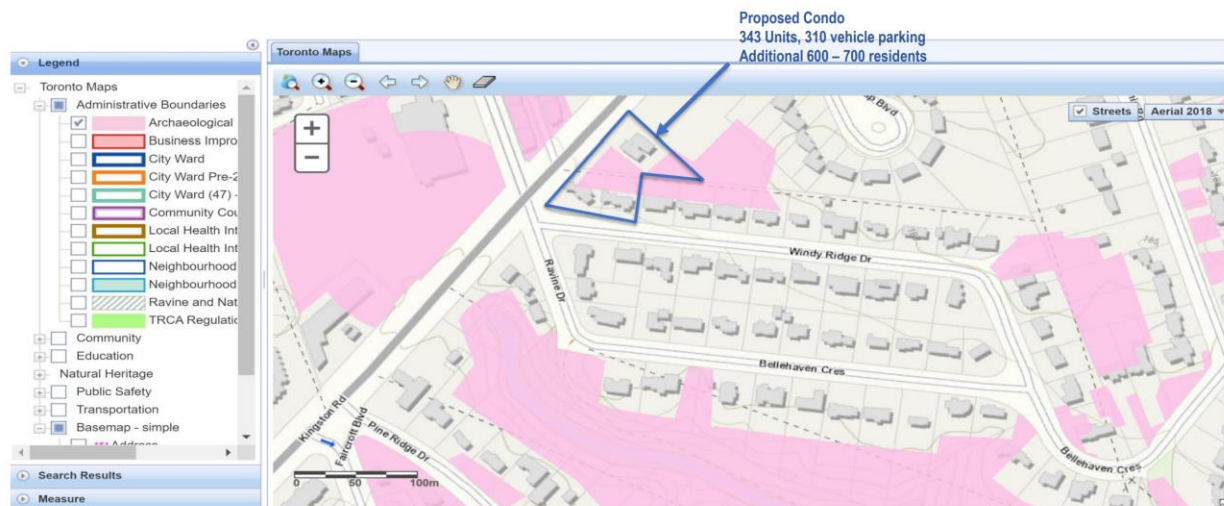 Proposed Condo
343 Units, 310 vehicle parking
Additional 600 – 700 residents
Legend
Toronto Maps
Administrative Boundaries
Archaeological
Business Impro
City Ward
City Ward Pre-2
City Ward (47) -
Community Cou
Local Health Int
Local Health Int
Neighbourhood
Neighbourhood
Ravine and Nat
TRCA Regulatio
Community
Education
Natural Heritage
Public Safety
Transportation
Basemap - simple
Address
Search Results
Measure
Toronto Maps
Streets
Aerial 2018
p Blvd
Windy Ridge Dr
Ravine Dr
Bellehaven Cres
Kingston Rd
Faircroft Blvd
Pine Ridge Dr
Bellehaven Cres
0 50 100m